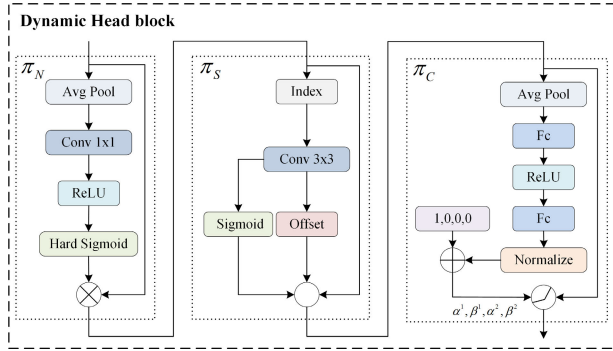 Dynamic Head block
π_N
Avg Pool
Conv 1x1
ReLU
Hard Sigmoid
π_S
Index
Conv 3x3
Sigmoid
Offset
π_C
Avg Pool
Fc
ReLU
Fc
1,0,0,0
Normalize
α¹, β¹, α², β²